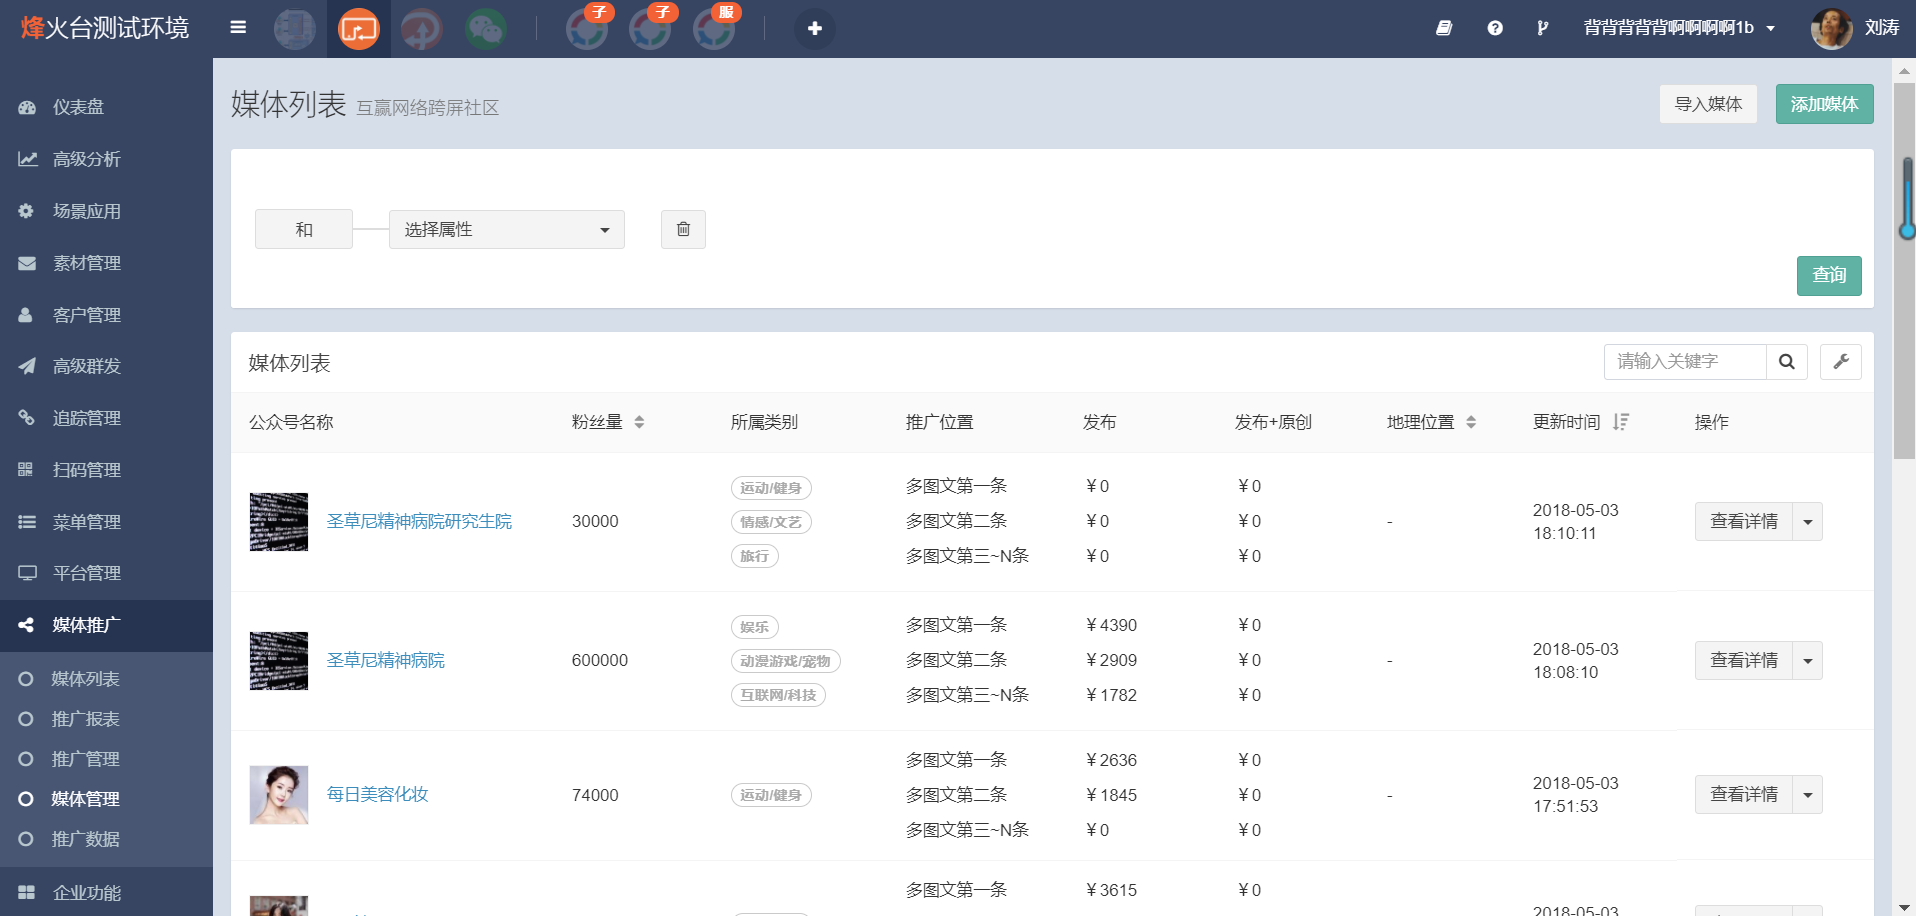 烽火台测试环境
子
子
服
背背背背背啊啊啊啊1b
刘涛
仪表盘
高级分析
场景应用
素材管理
客户管理
高级群发
追踪管理
扫码管理
菜单管理
平台管理
媒体推广
媒体列表
推广报表
推广管理
媒体管理
推广数据
企业功能
媒体列表 互赢网络跨屏社区
导入媒体
添加媒体
和
选择属性
查询
媒体列表
请输入关键字
公众号名称 粉丝量 所属类别 推广位置 发布 发布+原创 地理位置 更新时间 操作
圣草尼精神病院研究生院
30000
运动/健身
情感/文艺
旅行
多图文第一条 ¥0 ¥0
多图文第二条 ¥0 ¥0
多图文第三~N条 ¥0 ¥0
-
2018-05-03
18:10:11
查看详情
圣草尼精神病院
600000
娱乐
动漫游戏/宠物
互联网/科技
多图文第一条 ¥4390 ¥0
多图文第二条 ¥2909 ¥0
多图文第三~N条 ¥1782 ¥0
-
2018-05-03
18:08:10
查看详情
每日美容化妆
74000
运动/健身
多图文第一条 ¥2636 ¥0
多图文第二条 ¥1845 ¥0
多图文第三~N条 ¥0 ¥0
-
2018-05-03
17:51:53
查看详情
多图文第一条 ¥3615 ¥0
2018-05-03